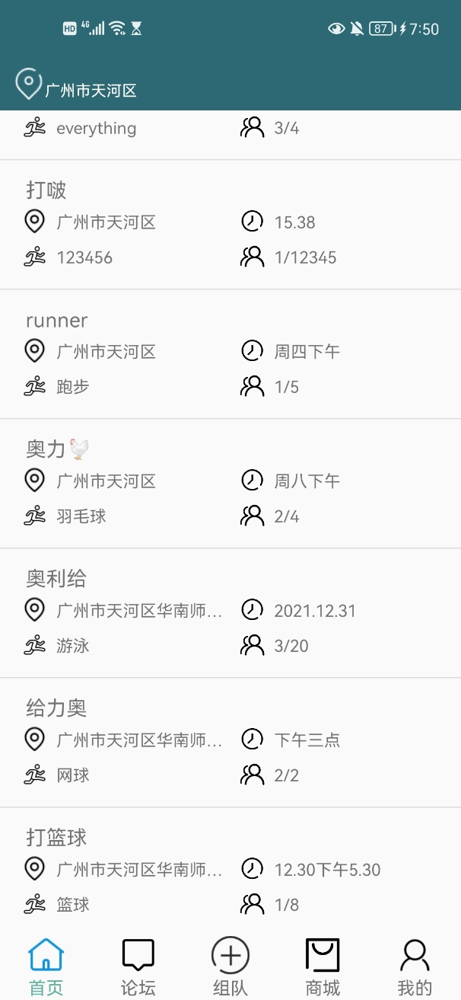 HD 4G 87 7:50
广州市天河区
everything 3/4
打啵
广州市天河区 15.38
123456 1/12345
runner
广州市天河区 周四下午
跑步 1/5
奥力🐓
广州市天河区 周八下午
羽毛球 2/4
奥利给
广州市天河区华南师... 2021.12.31
游泳 3/20
给力奥
广州市天河区华南师... 下午三点
网球 2/2
打篮球
广州市天河区华南师... 12.30下午5.30
篮球 1/8
首页 论坛 组队 商城 我的